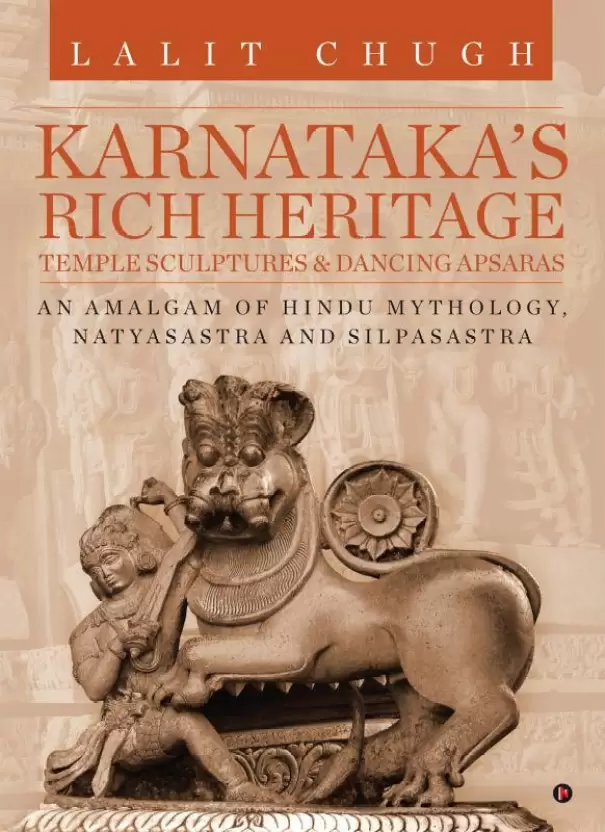 LALIT CHUGH
KARNATAKA'S
RICH HERITAGE
TEMPLE SCULPTURES & DANCING APSARAS
AN AMALGAM OF HINDU MYTHOLOGY,
NATYASASTRA AND SILPASASTRA